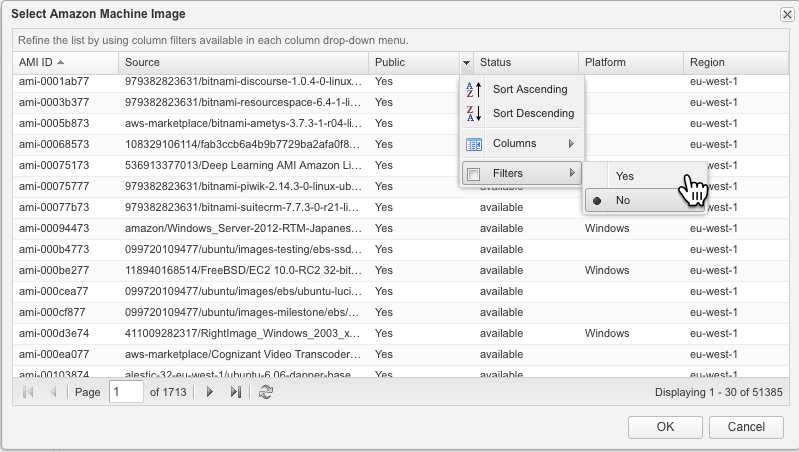 Select Amazon Machine Image
Refine the list by using column filters available in each column drop-down menu.
AMI ID Source Public Status Platform Region
ami-0001ab77 979382823631/bitnami-discourse-1.0.4-0-linux... Yes eu-west-1
ami-0003b377 979382823631/bitnami-resourcespace-6.4-1-li... Yes eu-west-1
ami-0005b873 aws-marketplace/bitnami-ametys-3.7.3-1-r04-li... Yes eu-west-1
ami-00068573 108329106114/fab3ccb6a4b9b7729ba2afa0f8... Yes eu-west-1
ami-00075173 536913377013/Deep Learning AMI Amazon Li... Yes eu-west-1
ami-00075777 979382823631/bitnami-piwik-2.14.3-0-linux-ub... Yes
ami-00077b73 979382823631/bitnami-suitecrm-7.7.3-0-r21-li... Yes available eu-west-1
ami-00094473 amazon/Windows_Server-2012-RTM-Japanes... Yes available Windows eu-west-1
ami-000b4773 099720109477/ubuntu/images-testing/ebs-ssd... Yes available eu-west-1
ami-000be277 118940168514/FreeBSD/EC2 10.0-RC2 32-bit... Yes available Windows eu-west-1
ami-000cea77 099720109477/ubuntu/images/ebs/ubuntu-luci... Yes available eu-west-1
ami-000cf877 099720109477/ubuntu/images-milestone/ebs/... Yes available eu-west-1
ami-000d3e74 411009282317/RightImage_Windows_2003_x... Yes available Windows eu-west-1
ami-000ea077 aws-marketplace/Cognizant Video Transcoder... Yes available eu-west-1
ami-00103874 alestic-32-eu-west-1/ubuntu-6.06-dapper-base... Yes available eu-west-1
Sort Ascending
Sort Descending
Columns
Filters
Yes
No
Page 1 of 1713 Displaying 1 - 30 of 51385
OK Cancel